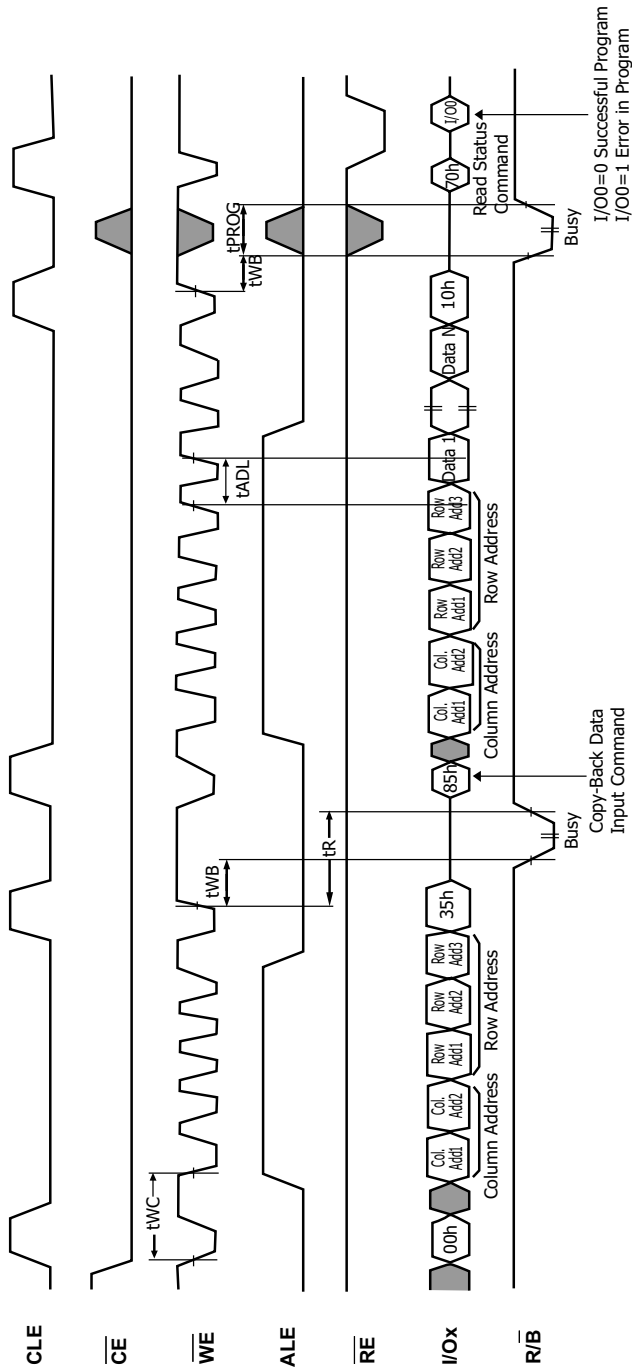 CLE
CE
WE
tWC
tWB
tADL
tWB
tPROG
ALE
tR
RE
I/Ox
00h
Col.
Add1
Col.
Add2
Row
Add1
Row
Add2
Row
Add3
35h
85h
Col.
Add1
Col.
Add2
Row
Add1
Row
Add2
Row
Add3
Data 1
Data N
10h
70h
I/O0
Column Address
Row Address
Column Address
Row Address
Read Status
Command
R/B
Busy
Busy
Copy-Back Data
Input Command
I/O0=0 Successful Program
I/O0=1 Error in Program